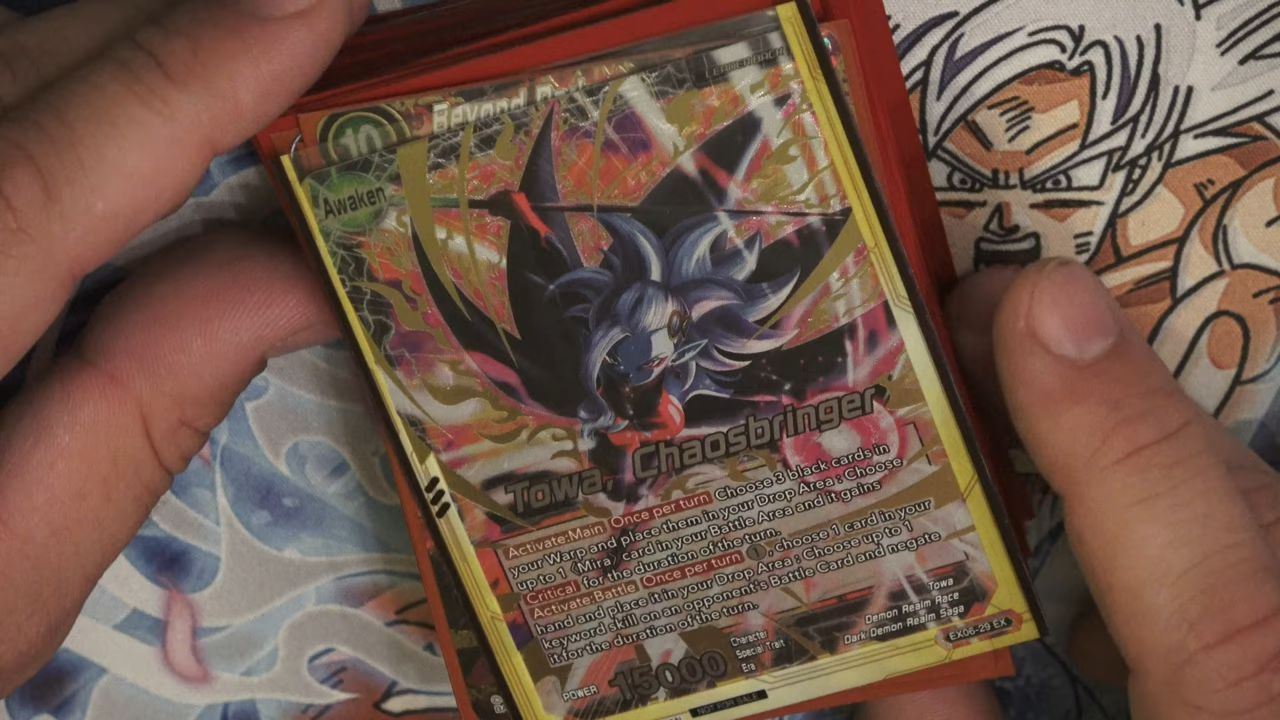 LEADER BACK
10
Beyond
Awaken
Towa, Chaosbringer
Activate:Main Once per turn Choose 3 black cards in
your Warp and place them in your Drop Area : Choose
up to 1 ‹Mira› card in your Battle Area and it gains
Critical for the duration of the turn.
Activate:Battle Once per turn 1, choose 1 card in your
hand and place it in your Drop Area : Choose up to 1
keyword skill on an opponent's Battle Card and negate
it for the duration of the turn.
POWER 15000
Character Towa
Special Trait Demon Realm Race
Era Dark Demon Realm Saga
EX06-29 EX
NOT FOR SALE